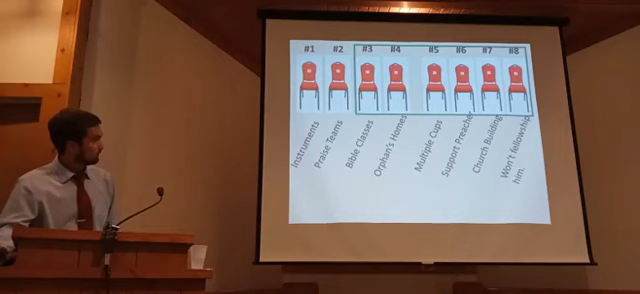 #1 #2 #3 #4 #5 #6 #7 #8
Instruments
Praise Teams
Bible Classes
Orphan's Homes
Multiple Cups
Support Preacher
Church Building
Won't fellowship
him.